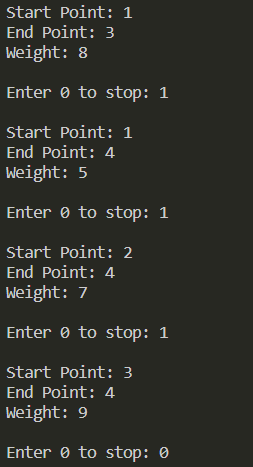 Start Point: 1
End Point: 3
Weight: 8
Enter 0 to stop: 1
Start Point: 1
End Point: 4
Weight: 5
Enter 0 to stop: 1
Start Point: 2
End Point: 4
Weight: 7
Enter 0 to stop: 1
Start Point: 3
End Point: 4
Weight: 9
Enter 0 to stop: 0